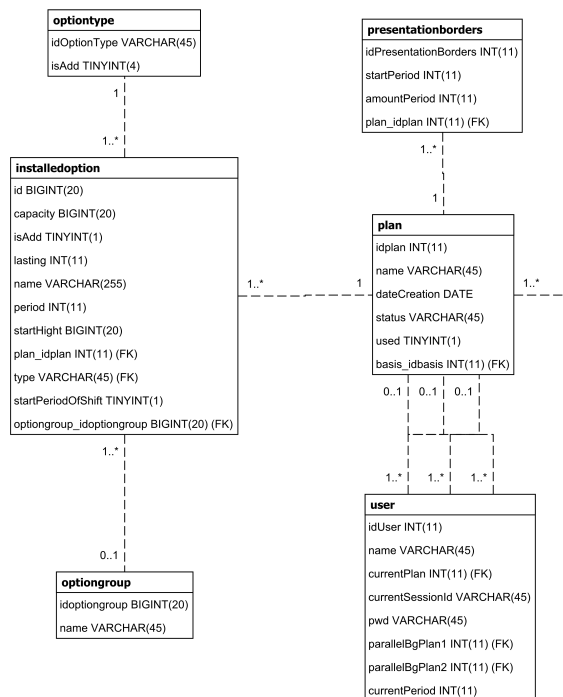 optiontype
idOptionType VARCHAR(45)
isAdd TINYINT(4)
1
1..*
installedoption
id BIGINT(20)
capacity BIGINT(20)
isAdd TINYINT(1)
lasting INT(11)
name VARCHAR(255)
period INT(11)
startHight BIGINT(20)
plan_idplan INT(11) (FK)
type VARCHAR(45) (FK)
startPeriodOfShift TINYINT(1)
optiongroup_idoptiongroup BIGINT(20) (FK)
1..*
0..1
optiongroup
idoptiongroup BIGINT(20)
name VARCHAR(45)
1..*
1
presentationborders
idPresentationBorders INT(11)
startPeriod INT(11)
amountPeriod INT(11)
plan_idplan INT(11) (FK)
1..*
1
plan
idplan INT(11)
name VARCHAR(45)
dateCreation DATE
status VARCHAR(45)
used TINYINT(1)
basis_idbasis INT(11) (FK)
1..*
0..1 0..1 0..1
1..* 1..* 1..*
user
idUser INT(11)
name VARCHAR(45)
currentPlan INT(11) (FK)
currentSessionId VARCHAR(45)
pwd VARCHAR(45)
parallelBgPlan1 INT(11) (FK)
parallelBgPlan2 INT(11) (FK)
currentPeriod INT(11)